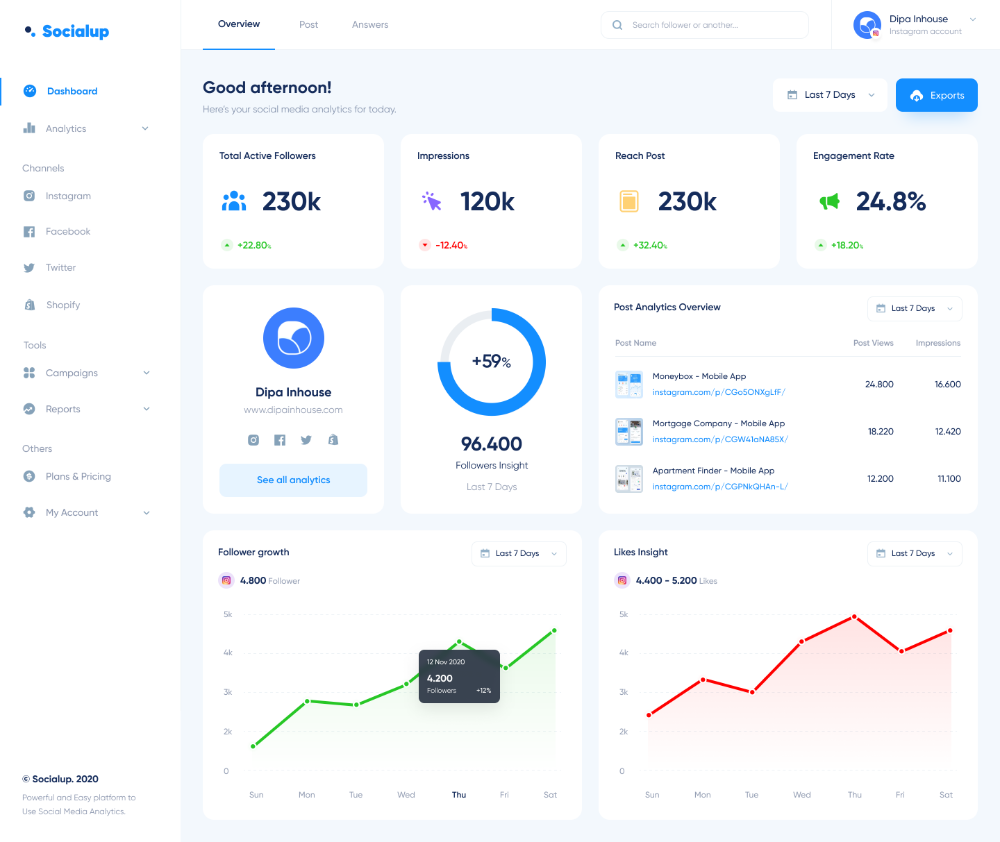 Socialup
Overview
Post
Answers
Search follower or another...
Dipa Inhouse
Instagram account
Dashboard
Analytics
Channels
Instagram
Facebook
Twitter
Shopify
Tools
Campaigns
Reports
Others
Plans & Pricing
My Account
© Socialup. 2020
Powerful and Easy platform to
Use Social Media Analytics.
Good afternoon!
Here's your social media analytics for today.
Last 7 Days
Exports
Total Active Followers
230k
+22.80%
Impressions
120k
-12.40%
Reach Post
230k
+32.40%
Engagement Rate
24.8%
+18.20%
Dipa Inhouse
www.dipainhouse.com
See all analytics
+59%
96.400
Followers Insight
Last 7 Days
Post Analytics Overview
Last 7 Days
Post Name Post Views Impressions
Moneybox - Mobile App
instagram.com/p/CGo5ONXgLfF/
24.800 16.600
Mortgage Company - Mobile App
instagram.com/p/CGW41oNA85X/
18.220 12.420
Apartment Finder - Mobile App
instagram.com/p/CGPNkQHAn-L/
12.200 11.100
Follower growth
Last 7 Days
4.800 Follower
5k
4k
3k
2k
0
12 Nov 2020
4.200
Followers +12%
Sun Mon Tue Wed Thu Fri Sat
Likes Insight
Last 7 Days
4.400 - 5.200 Likes
5k
4k
3k
2k
0
Sun Mon Tue Wed Thu Fri Sat